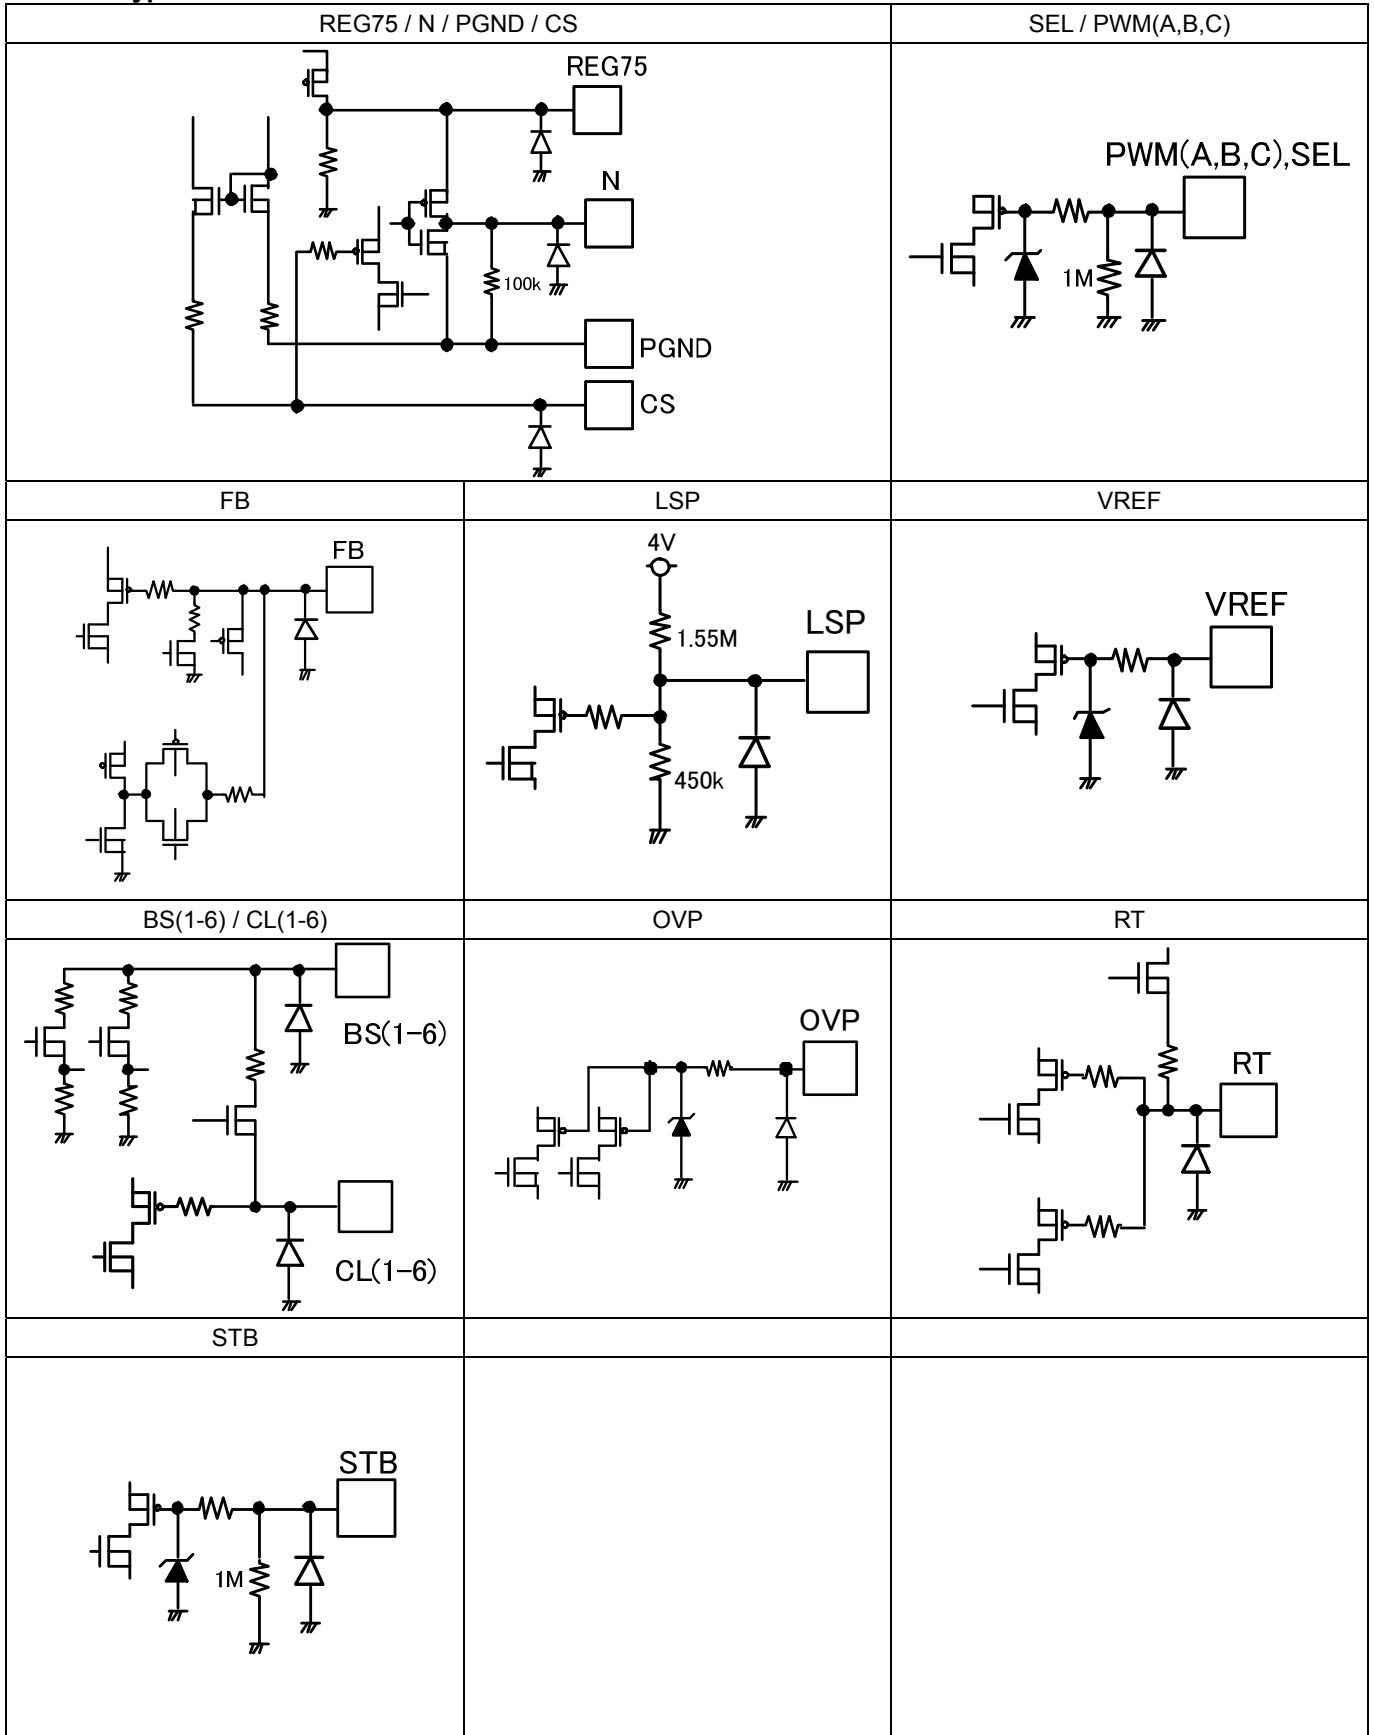 REG75 / N / PGND / CS
SEL / PWM(A,B,C)
REG75
N
100k
PGND
CS
PWM(A,B,C),SEL
1M
FB
LSP
VREF
FB
4V
1.55M
LSP
450k
VREF
BS(1-6) / CL(1-6)
OVP
RT
BS(1-6)
CL(1-6)
OVP
RT
STB
STB
1M